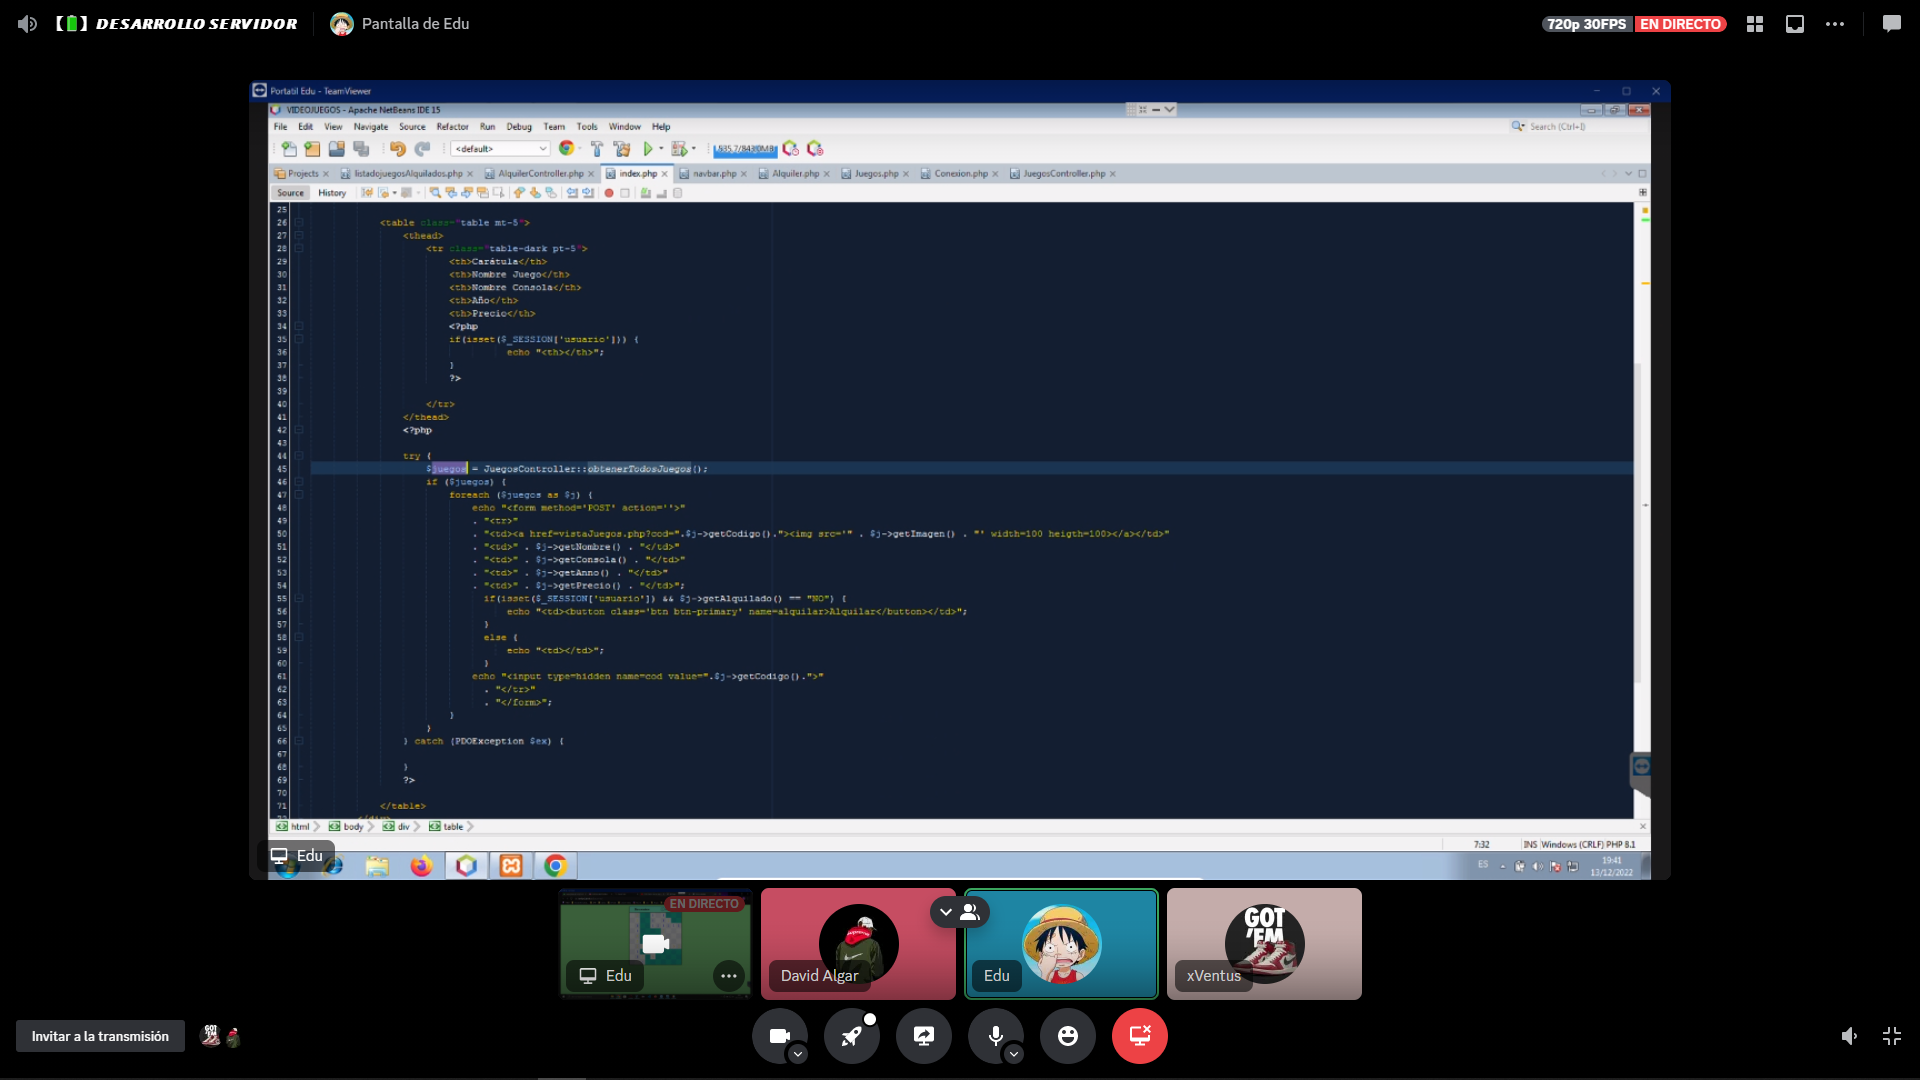 DESARROLLO SERVIDOR
Pantalla de Edu
720p 30FPS EN DIRECTO
Portatil Edu - TeamViewer
VIDEOJUEGOS - Apache NetBeans IDE 15
File Edit View Navigate Source Refactor Run Debug Team Tools Window Help
Search (Ctrl+I)
<default>
Projects listadojuegosAlquilados.php AlquilerController.php index.php navbar.php Alquiler.php Juegos.php Conexion.php JuegosController.php
Source History
25
26 <table class="table mt-5">
27 <thead>
28 <tr class="table-dark pt-5">
29 <th>Carátula</th>
30 <th>Nombre Juego</th>
31 <th>Nombre Consola</th>
32 <th>Año</th>
33 <th>Precio</th>
34 <?php
35 if(isset($_SESSION['usuario'])) {
36 echo "<th></th>";
37 }
38 ?>
39
40 </tr>
41 </thead>
42 <?php
43
44 try {
45 $juegos = JuegosController::obtenerTodosJuegos();
46 if ($juegos) {
47 foreach ($juegos as $j) {
48 echo "<form method='POST' action=''>"
49 . "<tr>"
50 . "<td><a href=vistaJuegos.php?cod=".$j->getCodigo()."><img src='" . $j->getImagen() . "' width=100 heigth=100></a></td>"
51 . "<td>" . $j->getNombre() . "</td>"
52 . "<td>" . $j->getConsola() . "</td>"
53 . "<td>" . $j->getAnno() . "</td>"
54 . "<td>" . $j->getPrecio() . "</td>";
55 if(isset($_SESSION['usuario']) && $j->getAlquilado() == "NO") {
56 echo "<td><button class='btn btn-primary' name=alquilar>Alquilar</button></td>";
57 }
58 else {
59 echo "<td></td>";
60 }
61 echo "<input type=hidden name=cod value=".$j->getCodigo().">"
62 . "</tr>"
63 . "</form>";
64 }
65 }
66 } catch (PDOException $ex) {
67
68 }
69 ?>
70
71 </table>
html body div table
7:32 INS Windows (CRLF) PHP 8.1
Edu
ES
19:41
13/12/2022
EN DIRECTO
Edu
David Algar
Edu
GOT 'EM
xVentus
Invitar a la transmisión